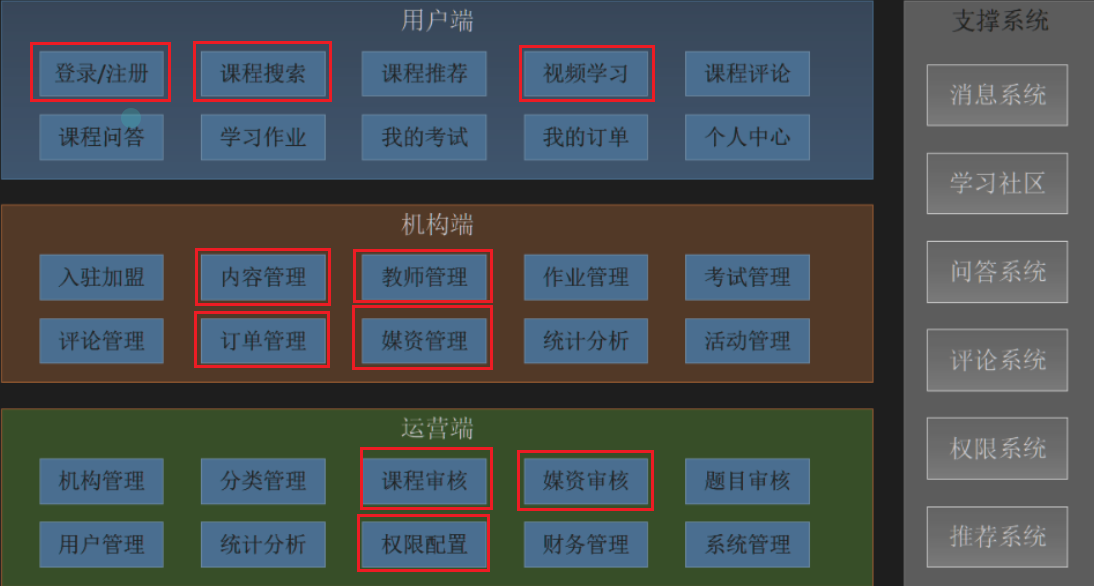 用户端
登录/注册 课程搜索 课程推荐 视频学习 课程评论
课程问答 学习作业 我的考试 我的订单 个人中心
机构端
入驻加盟 内容管理 教师管理 作业管理 考试管理
评论管理 订单管理 媒资管理 统计分析 活动管理
运营端
机构管理 分类管理 课程审核 媒资审核 题目审核
用户管理 统计分析 权限配置 财务管理 系统管理
支撑系统
消息系统
学习社区
问答系统
评论系统
权限系统
推荐系统